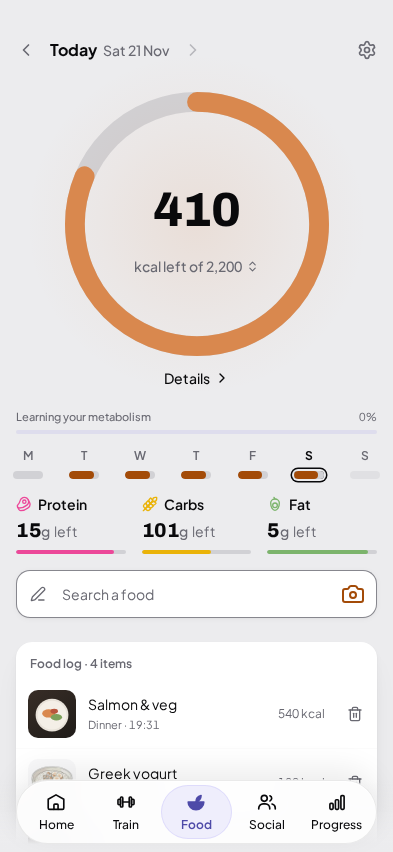 Today Sat 21 Nov
410
kcal left of 2,200
Details
Learning your metabolism 0%
M T W T F S S
Protein Carbs Fat
15g left 101g left 5g left
Search a food
Food log · 4 items
Salmon & veg
540 kcal
Dinner · 19:31
Greek yogurt
Home Train Food Social Progress